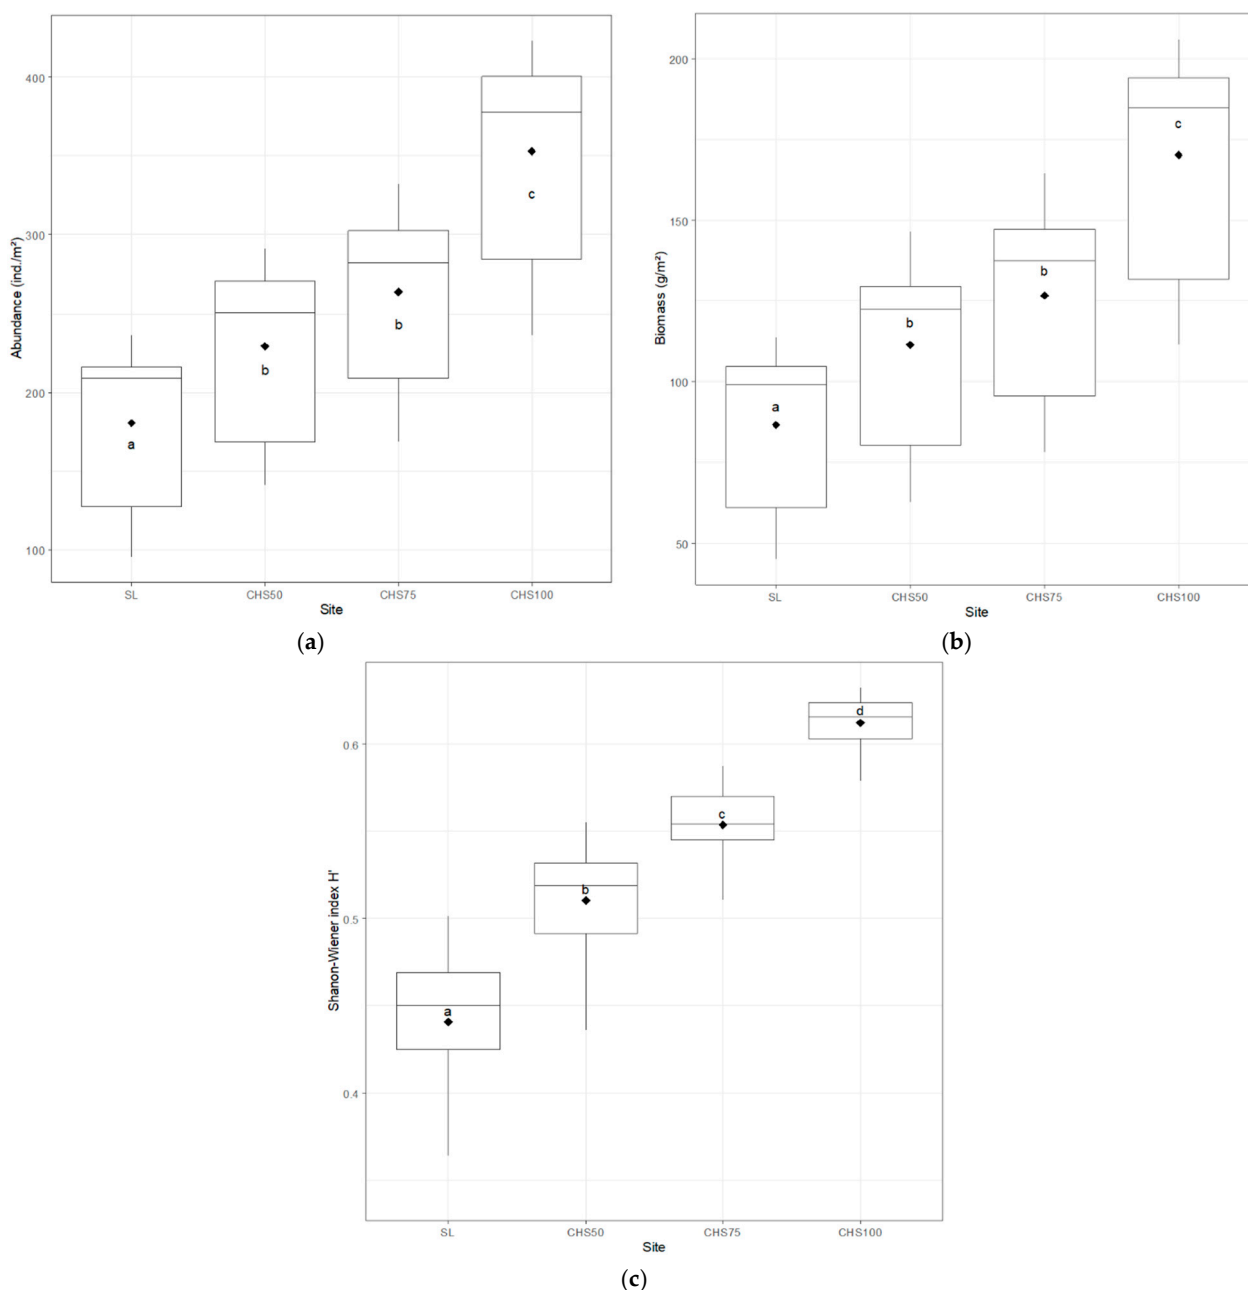 Abundance (ind./m²)
400
300
200
100
a
b
b
c
SL
CHS50
CHS75
CHS100
Site
(a)
Biomass (g/m²)
200
150
100
50
a
b
b
c
SL
CHS50
CHS75
CHS100
Site
(b)
Shanon-Wiener index H'
0.6
0.5
0.4
a
b
c
d
SL
CHS50
CHS75
CHS100
Site
(c)